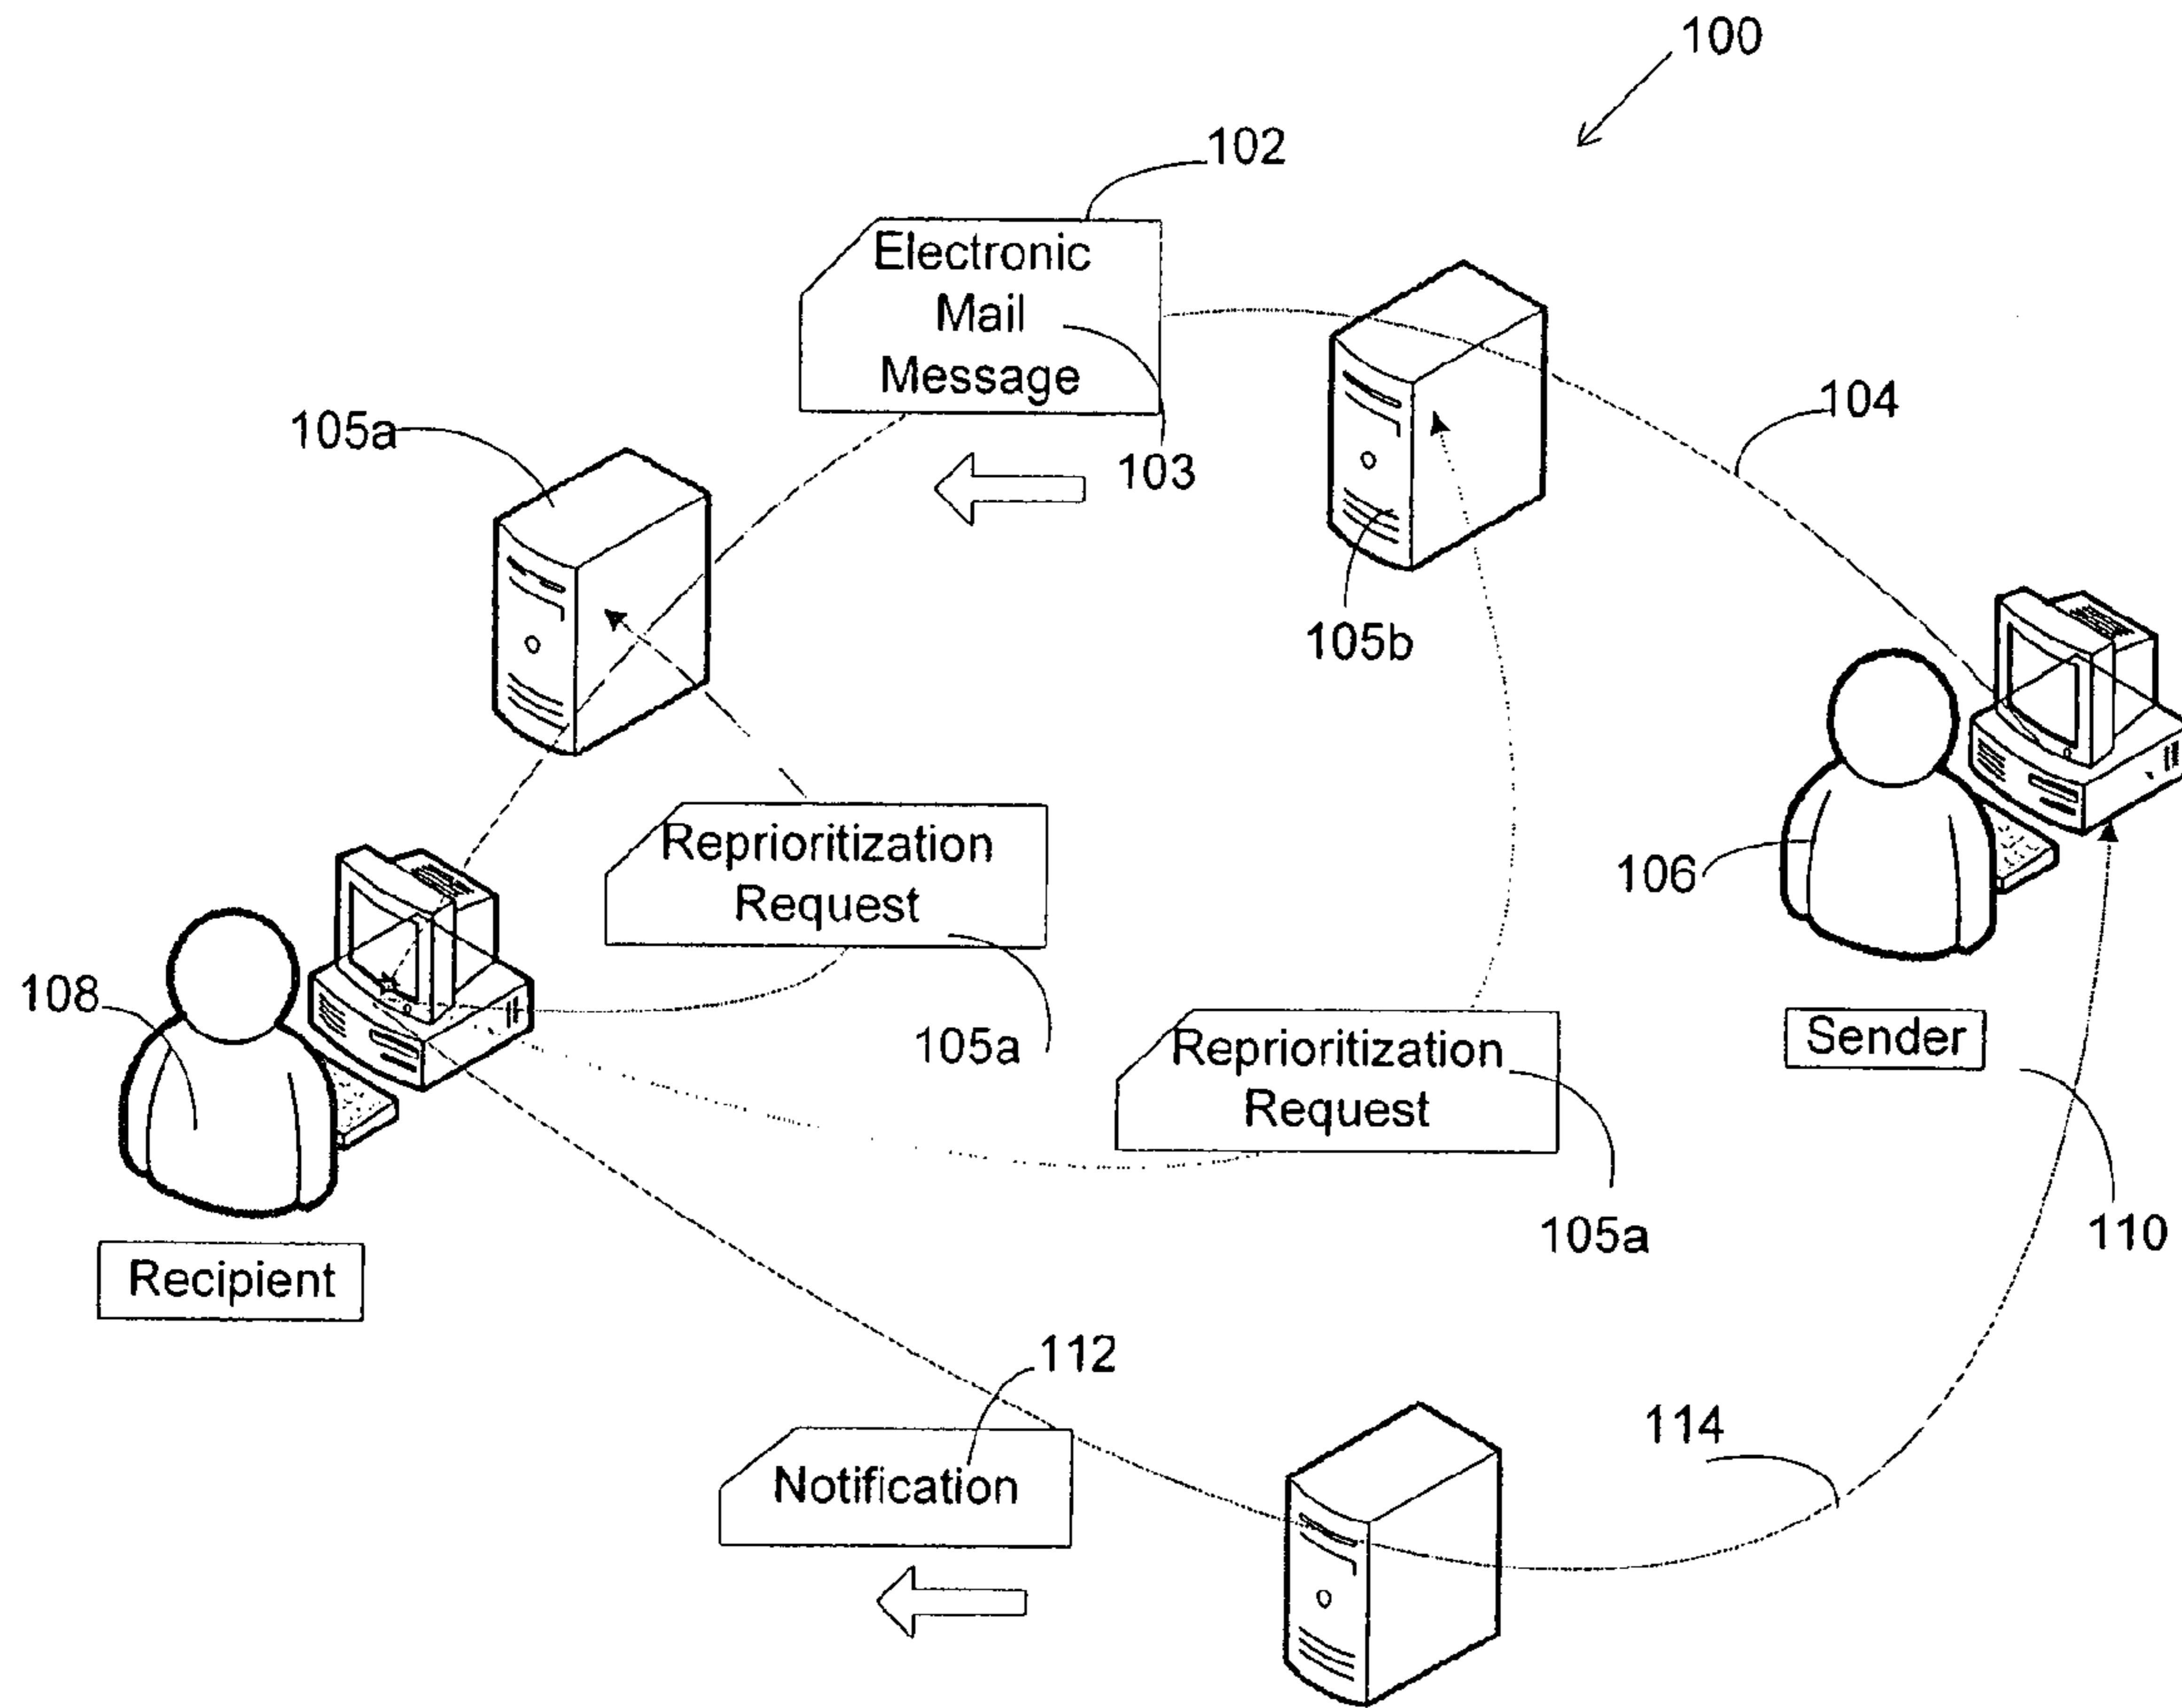 100
102
Electronic
Mail
Message
104
105a
103
105b
106
Reprioritization
Request
108
105a
Sender
Reprioritization
Request
110
105a
Recipient
112
114
Notification